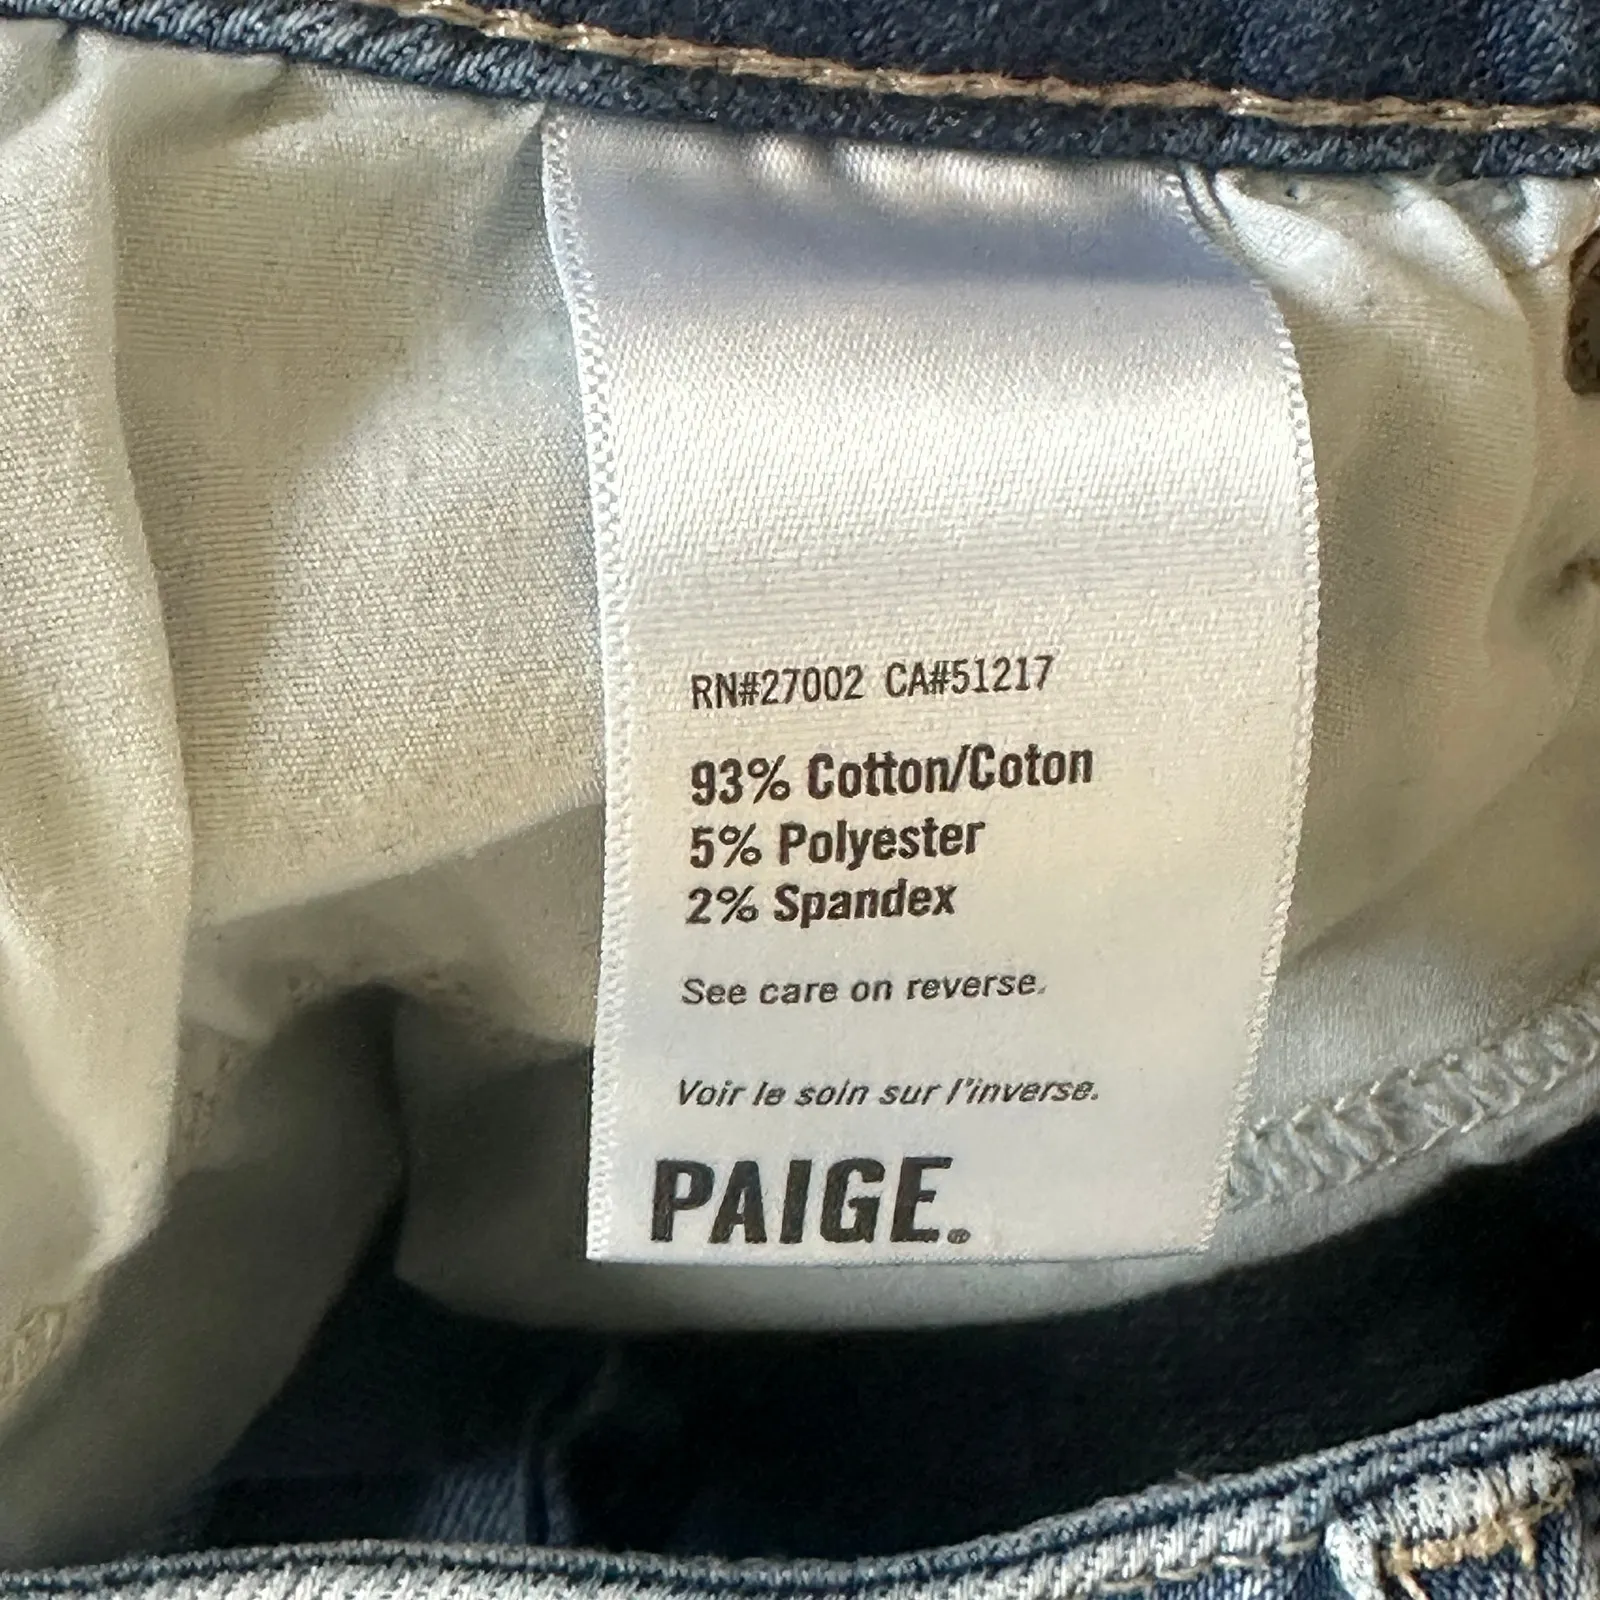 RN#27002 CA#51217
93% Cotton/Coton
5% Polyester
2% Spandex
See care on reverse.
Voir le soin sur l'inverse.
PAIGE.®